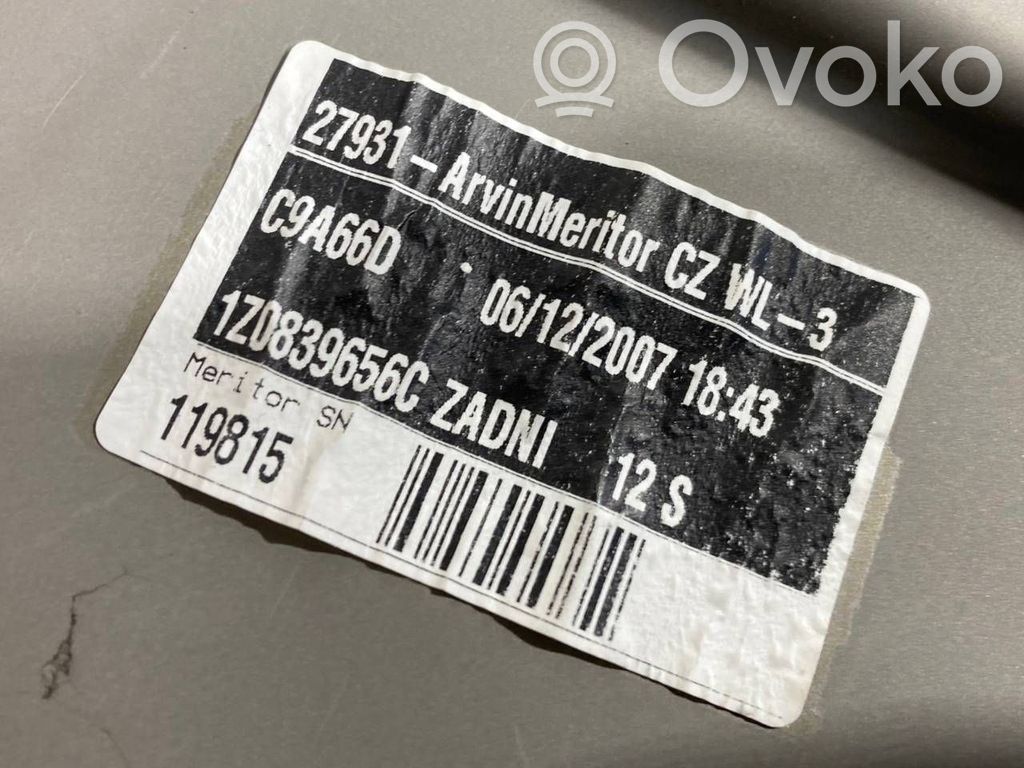 Ovoko
27931-ArvinMeritor CZ WL-3
C9A66D . 06/12/2007 18:43
1Z0839656C ZADNI 12 S
Meritor SN
119815